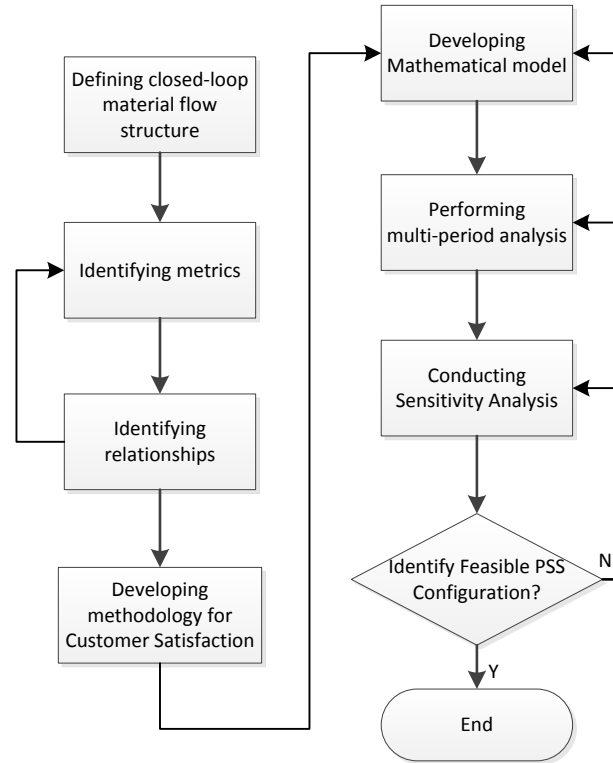 Defining closed-loop
material flow
structure
Identifying metrics
Identifying
relationships
Developing
methodology for
Customer Satisfaction
Developing
Mathematical model
Performing
multi-period analysis
Conducting
Sensitivity Analysis
Identify Feasible PSS
Configuration?
N
Y
End